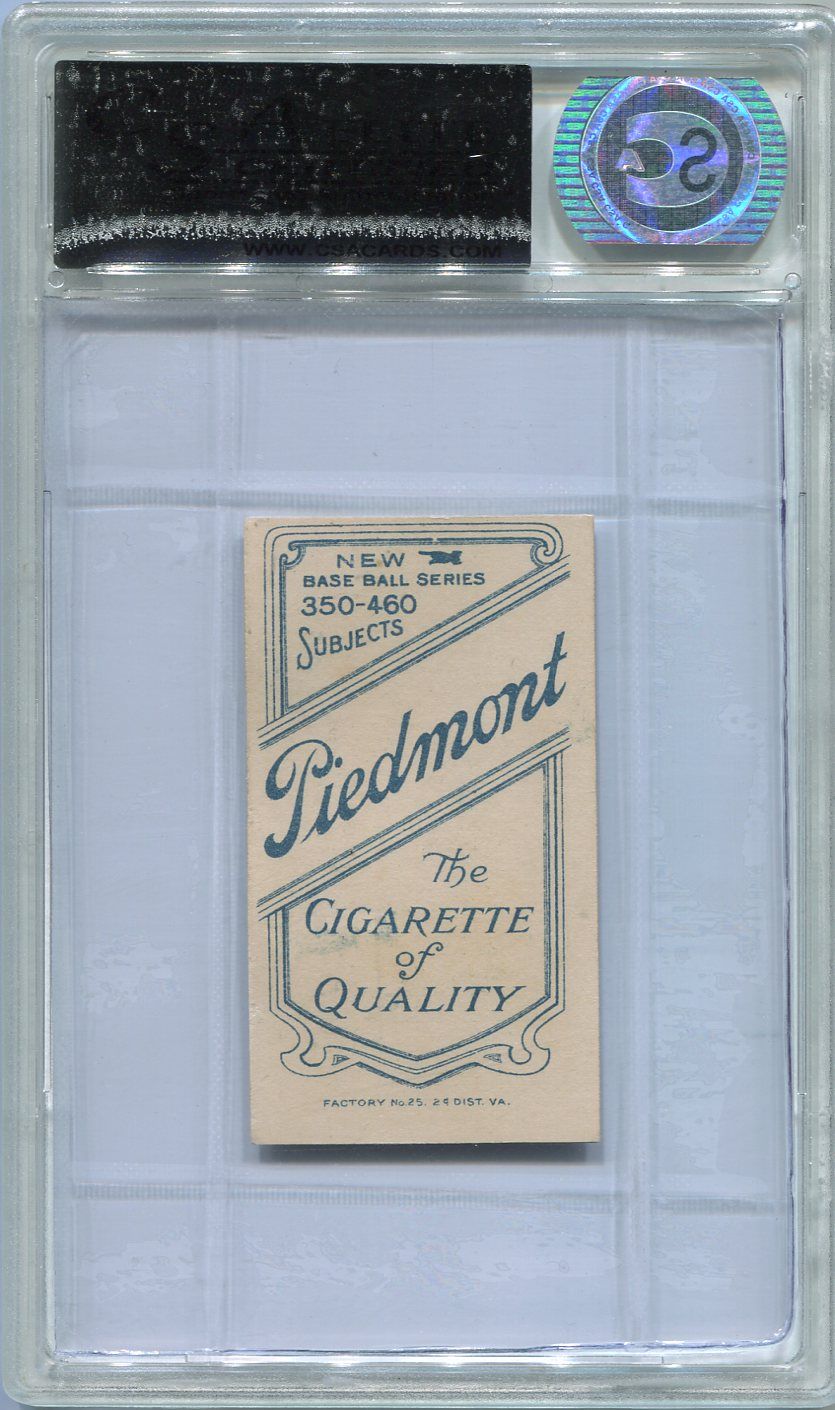 WWW.CSACARDS.COM
CSA
NEW
BASE BALL SERIES
350-460
SUBJECTS
Piedmont
The
CIGARETTE
of
QUALITY
FACTORY No. 25. 2d DIST. VA.